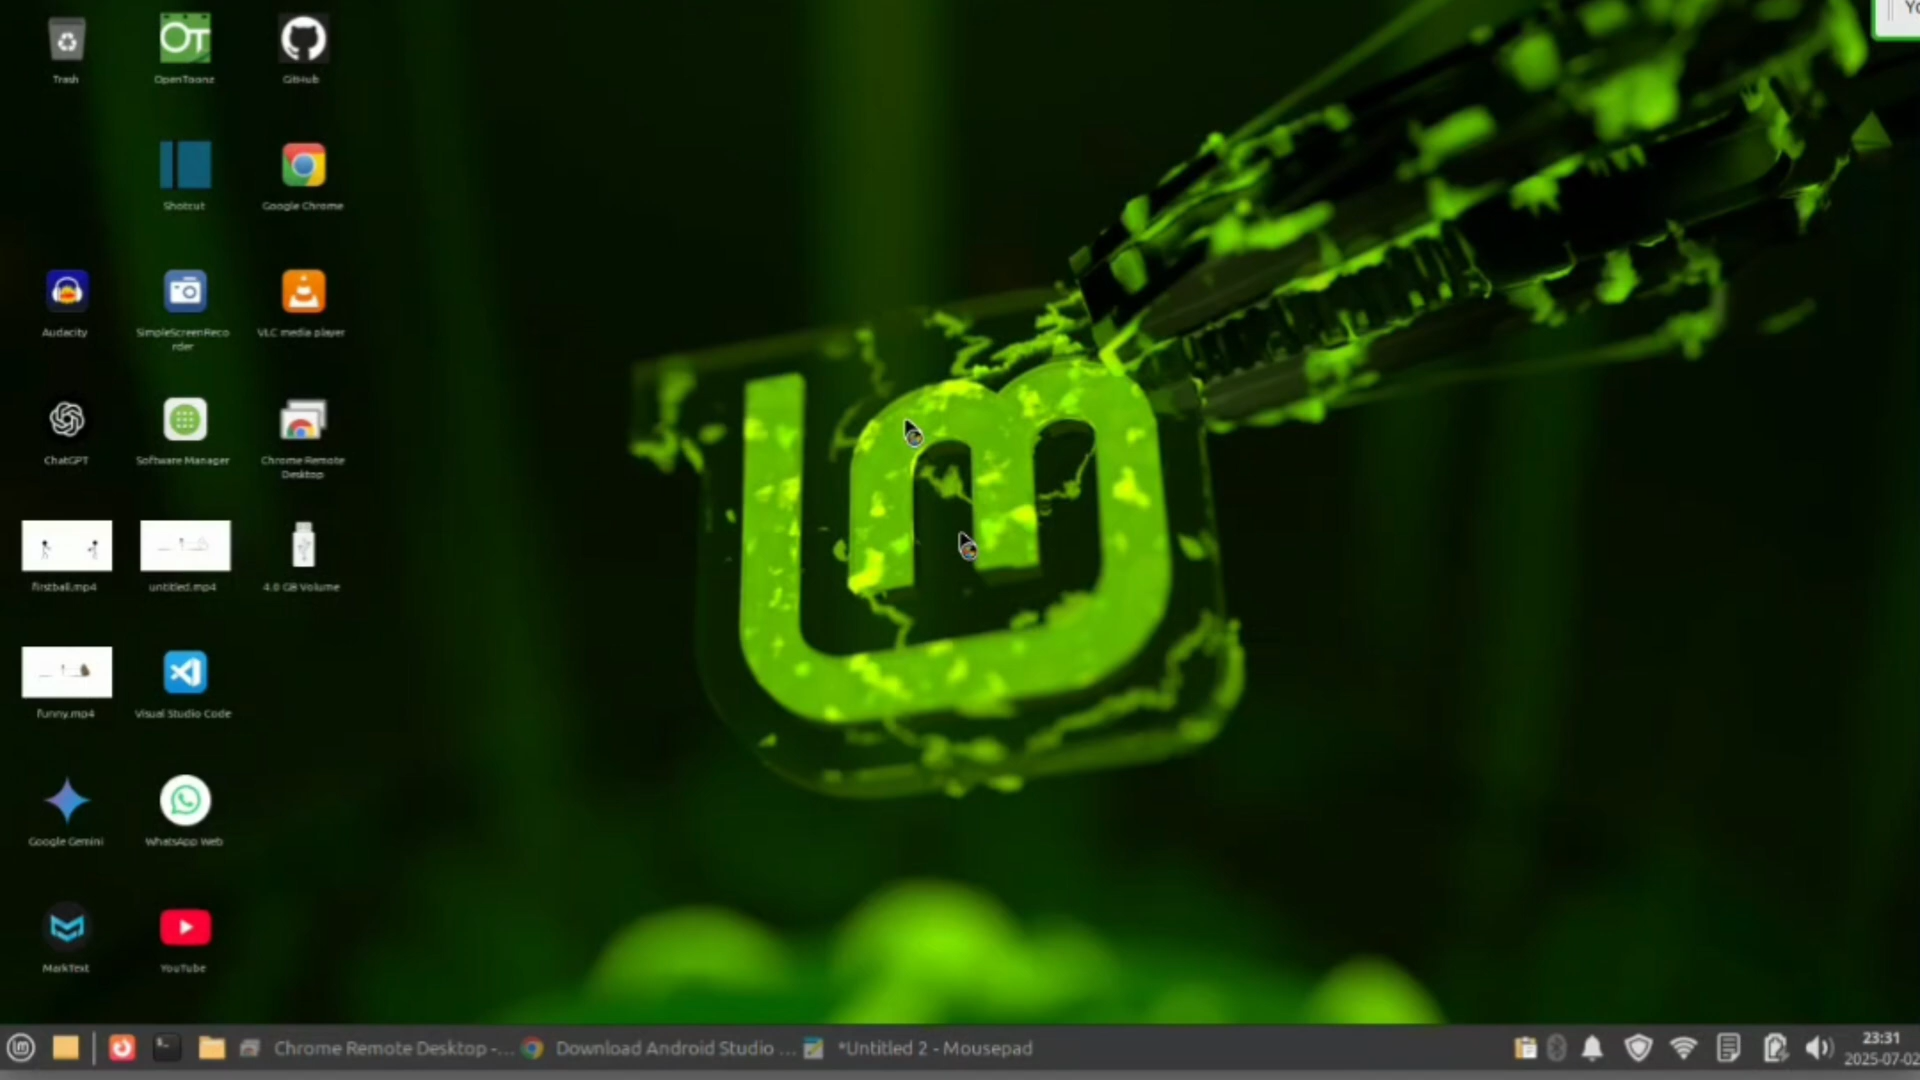 Trash
OpenToonz
GitHub
Shotcut
Google Chrome
Audacity
SimpleScreenReco
rder
VLC media player
ChatGPT
Software Manager
Chrome Remote
Desktop
firstball.mp4
untitled.mp4
4.0 GB Volume
funny.mp4
Visual Studio Code
Google Gemini
WhatsApp Web
MarkText
YouTube
Chrome Remote Desktop -...
Download Android Studio ...
*Untitled 2 - Mousepad
23:31
2025-07-02